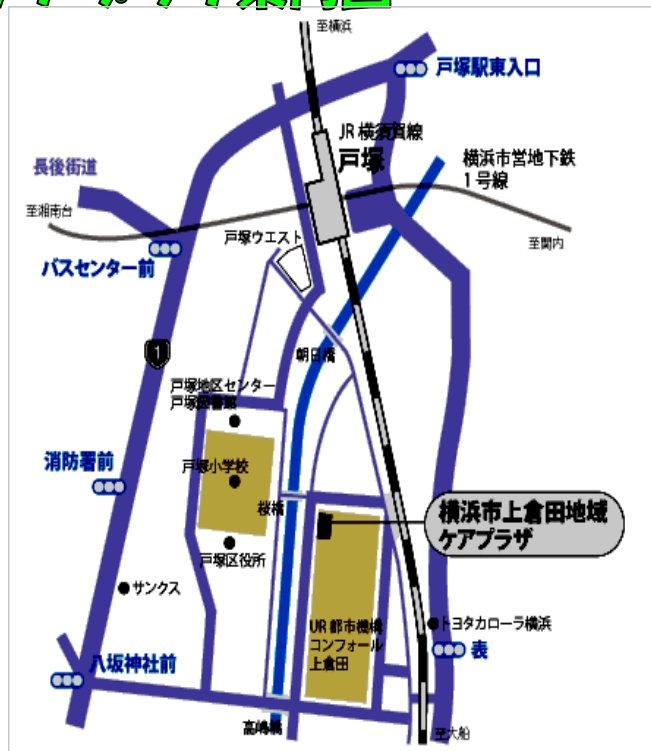 至横浜
戸塚駅東入口
JR 横須賀線
戸塚
横浜市営地下鉄
1号線
長後街道
至湘南台
戸塚ウエスト
至関内
バスセンター前
1
朝日橋
戸塚地区センター
戸塚図書館
消防署前
戸塚小学校
桜橋
横浜市上倉田地域
ケアプラザ
戸塚区役所
サンクス
UR都市機構
コンフォール
上倉田
トヨタカローラ横浜
表
八坂神社前
高嶋橋
至大船